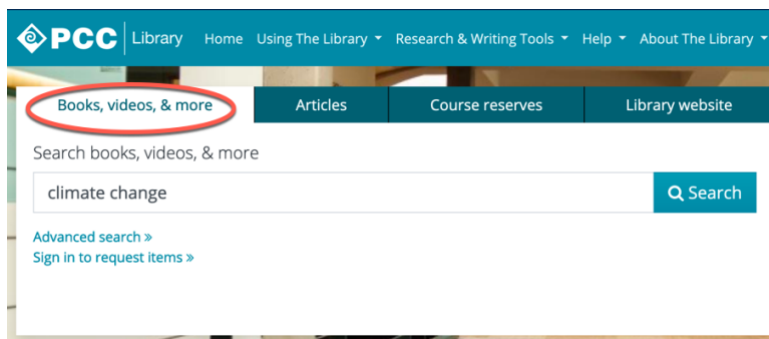 PCC Library Home Using The Library Research & Writing Tools Help About The Library
Books, videos, & more Articles Course reserves Library website
Search books, videos, & more
climate change Search
Advanced search »
Sign in to request items »